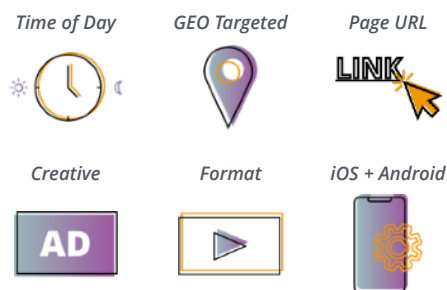 Time of Day
GEO Targeted
Page URL
LINK
Creative
Format
iOS + Android
AD